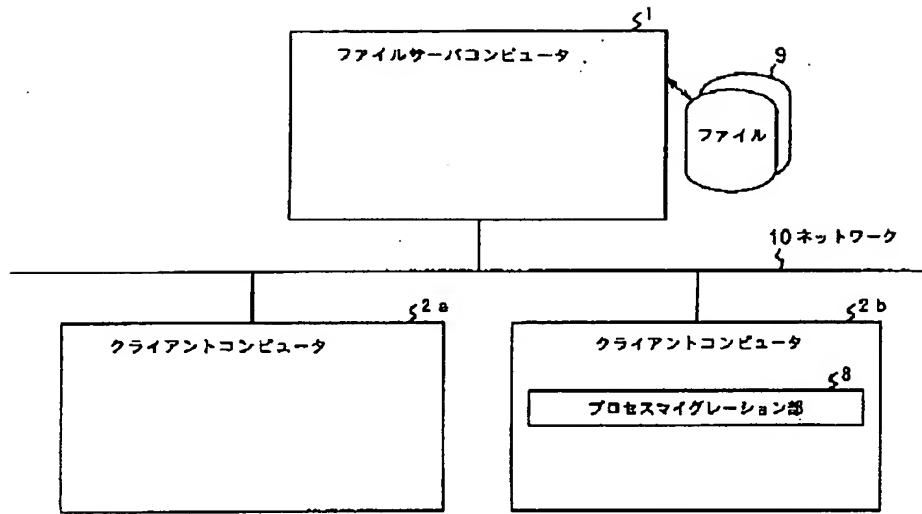 1
ファイルサーバコンピュータ
9
ファイル
10 ネットワーク
2a
クライアントコンピュータ
2b
クライアントコンピュータ
8
プロセスマイグレーション部